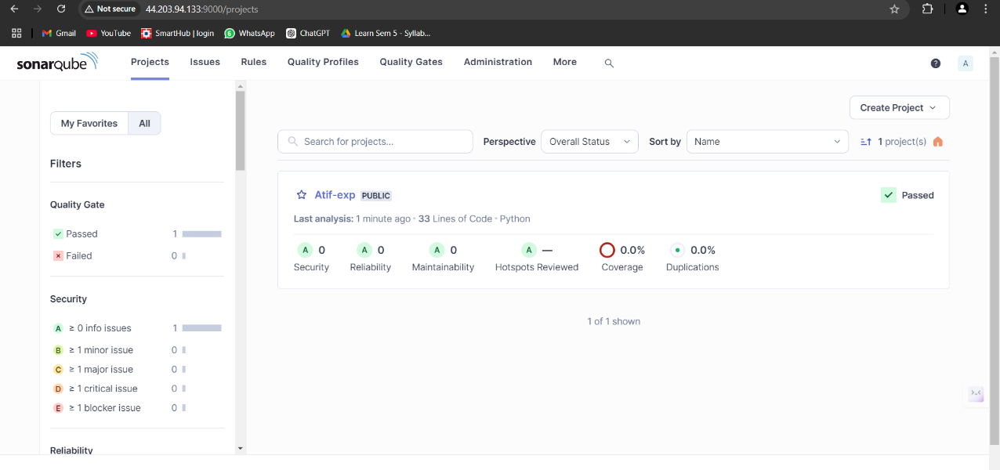 Not secure 44.203.94.133:9000/projects
Gmail YouTube SmartHub | login WhatsApp ChatGPT Learn Sem 5 - Syllab...
sonarqube Projects Issues Rules Quality Profiles Quality Gates Administration More ? A
My Favorites All
Filters
Quality Gate
Passed 1
Failed 0
Security
A ≥ 0 info issues 1
B ≥ 1 minor issue 0
C ≥ 1 major issue 0
D ≥ 1 critical issue 0
E ≥ 1 blocker issue 0
Reliability
Create Project
Search for projects... Perspective Overall Status Sort by Name 1 project(s)
Atif-exp PUBLIC Passed
Last analysis: 1 minute ago · 33 Lines of Code · Python
A 0 A 0 A 0 A — 0.0% 0.0%
Security Reliability Maintainability Hotspots Reviewed Coverage Duplications
1 of 1 shown